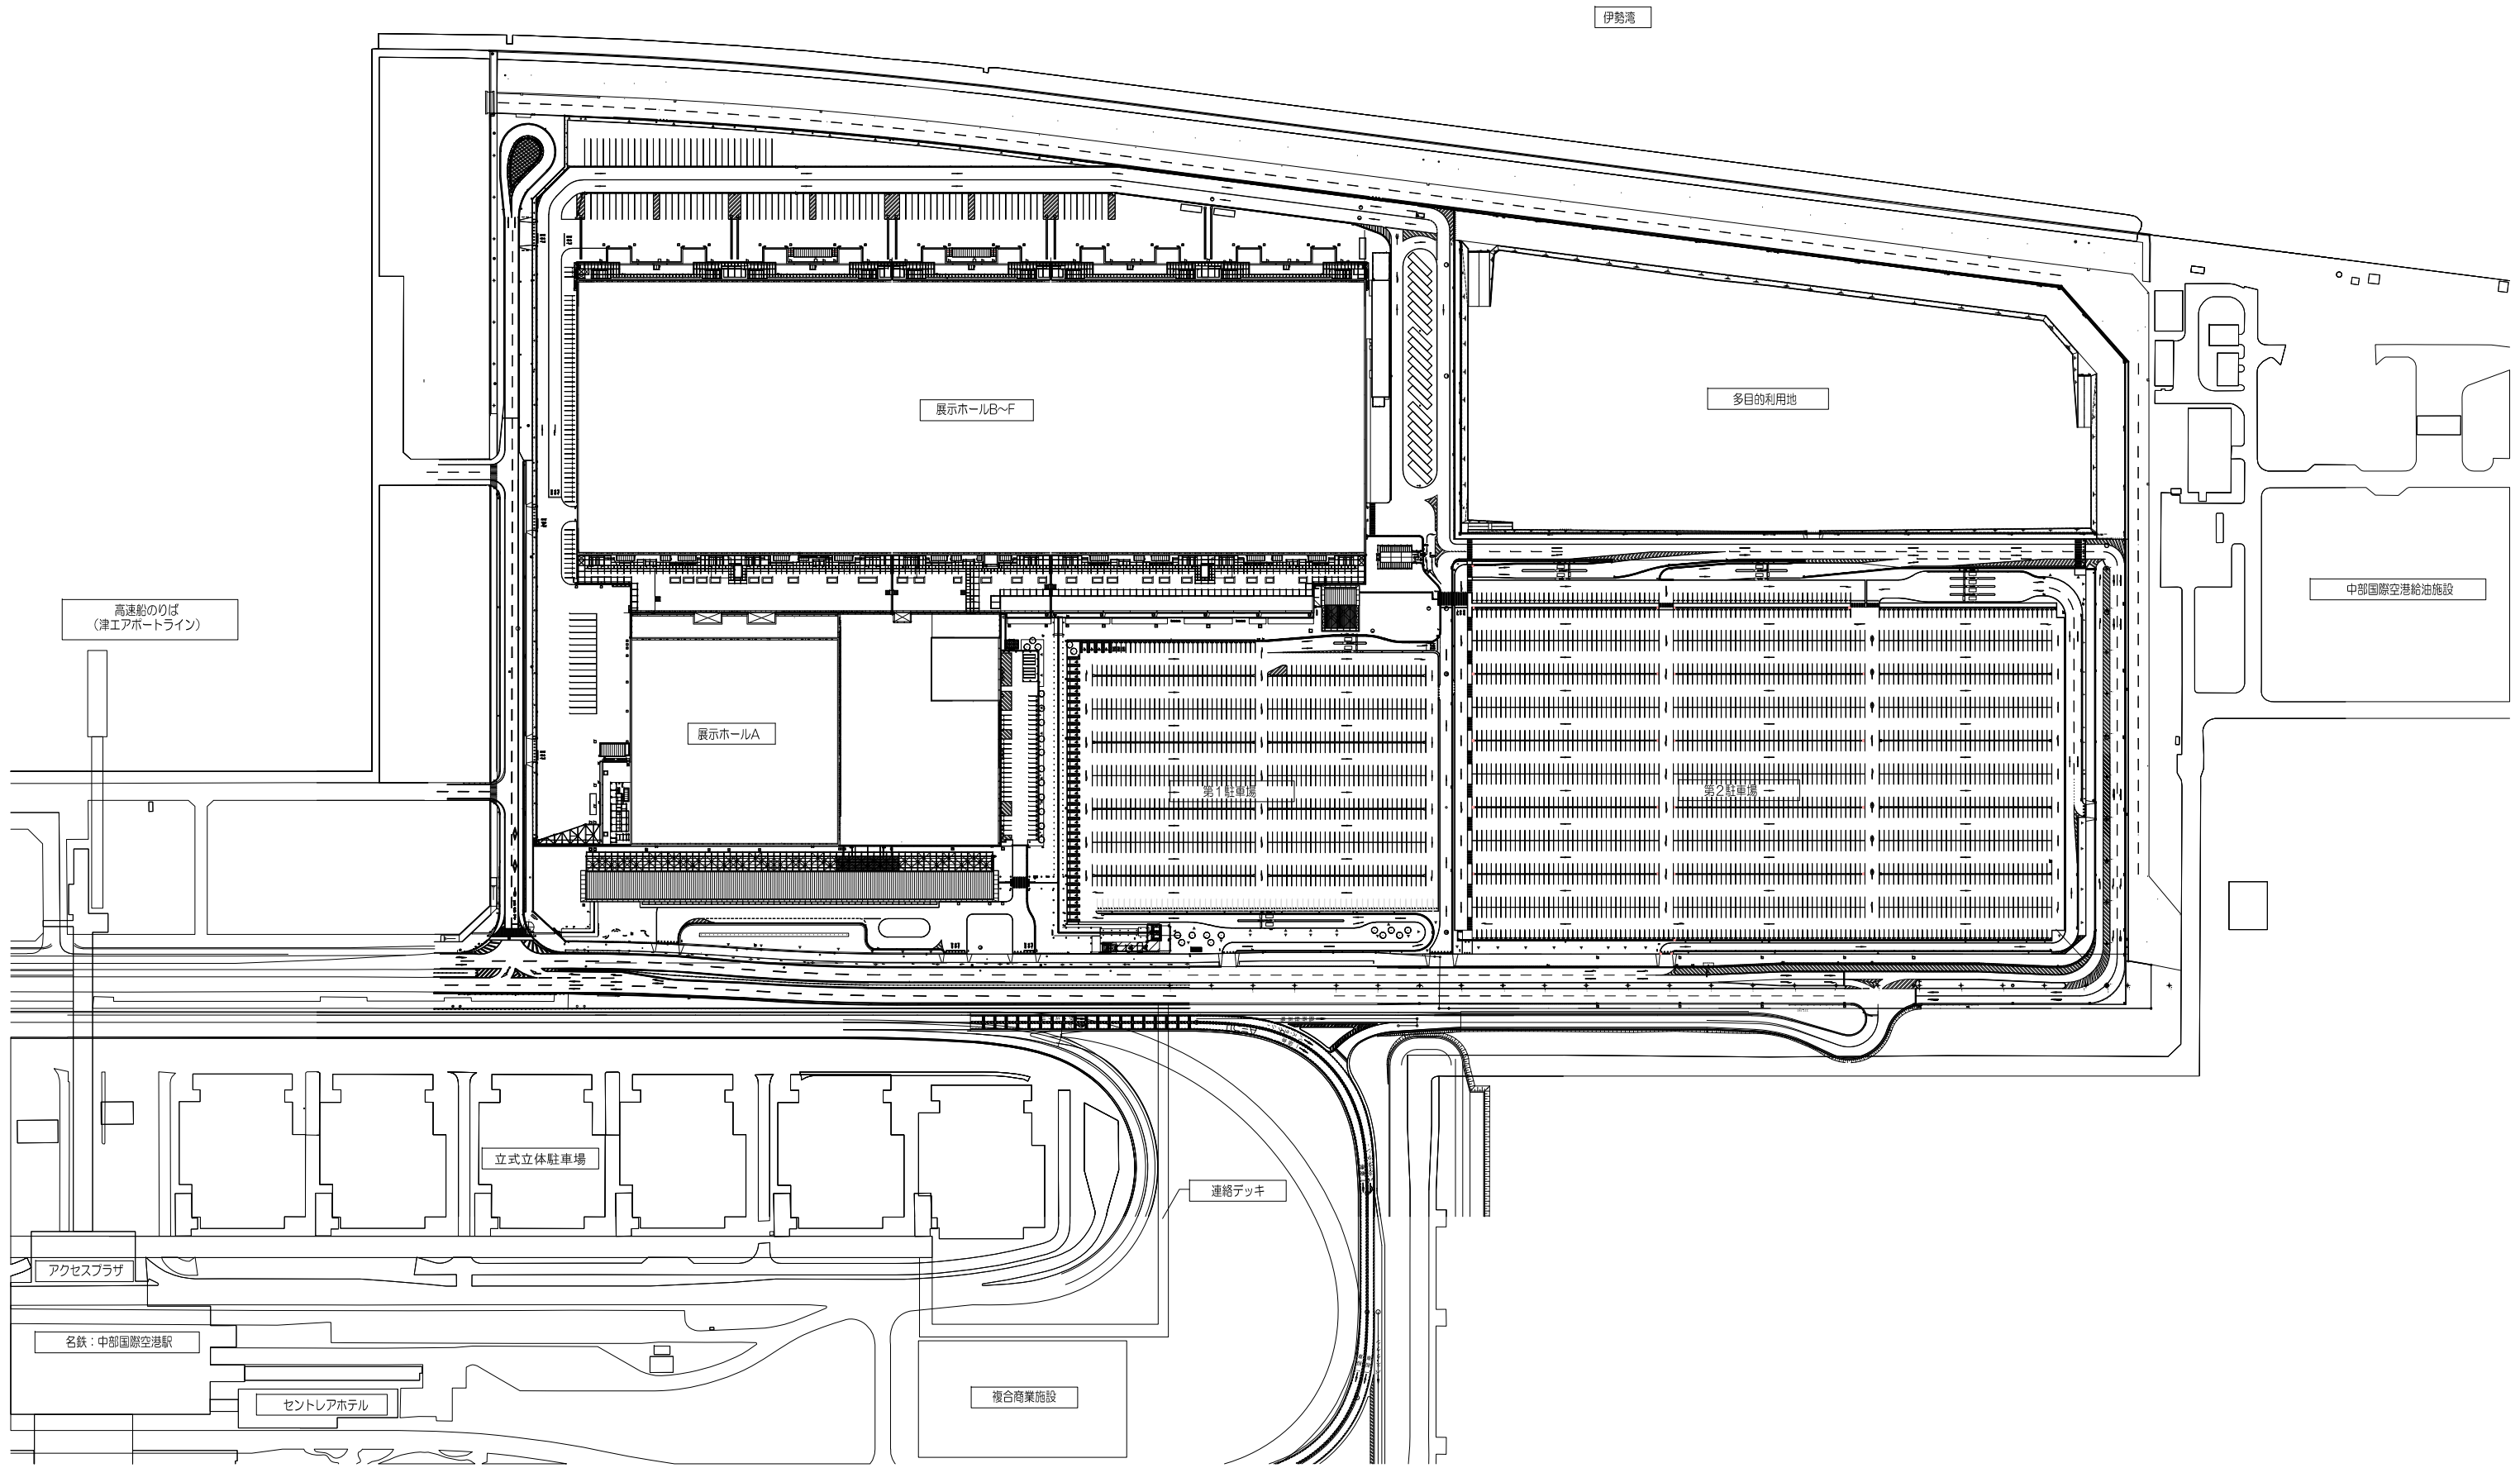 伊勢湾
展示ホールB〜F
多目的利用地
中部国際空港給油施設
高速船のりば
（津エアポートライン）
展示ホールA
第1駐車場
第2駐車場
立式立体駐車場
連絡デッキ
アクセスプラザ
名鉄：中部国際空港駅
セントレアホテル
複合商業施設